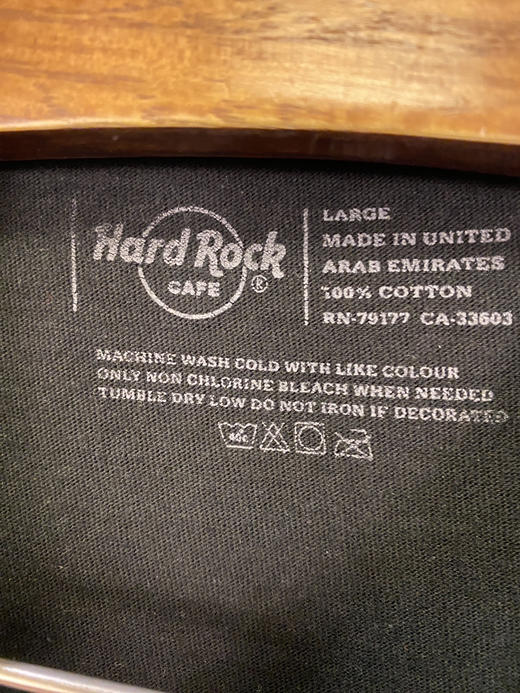 Hard Rock
CAFE ®
LARGE
MADE IN UNITED
ARAB EMIRATES
100% COTTON
RN-79177 CA-33603
MACHINE WASH COLD WITH LIKE COLOUR
ONLY NON CHLORINE BLEACH WHEN NEEDED
TUMBLE DRY LOW DO NOT IRON IF DECORATED